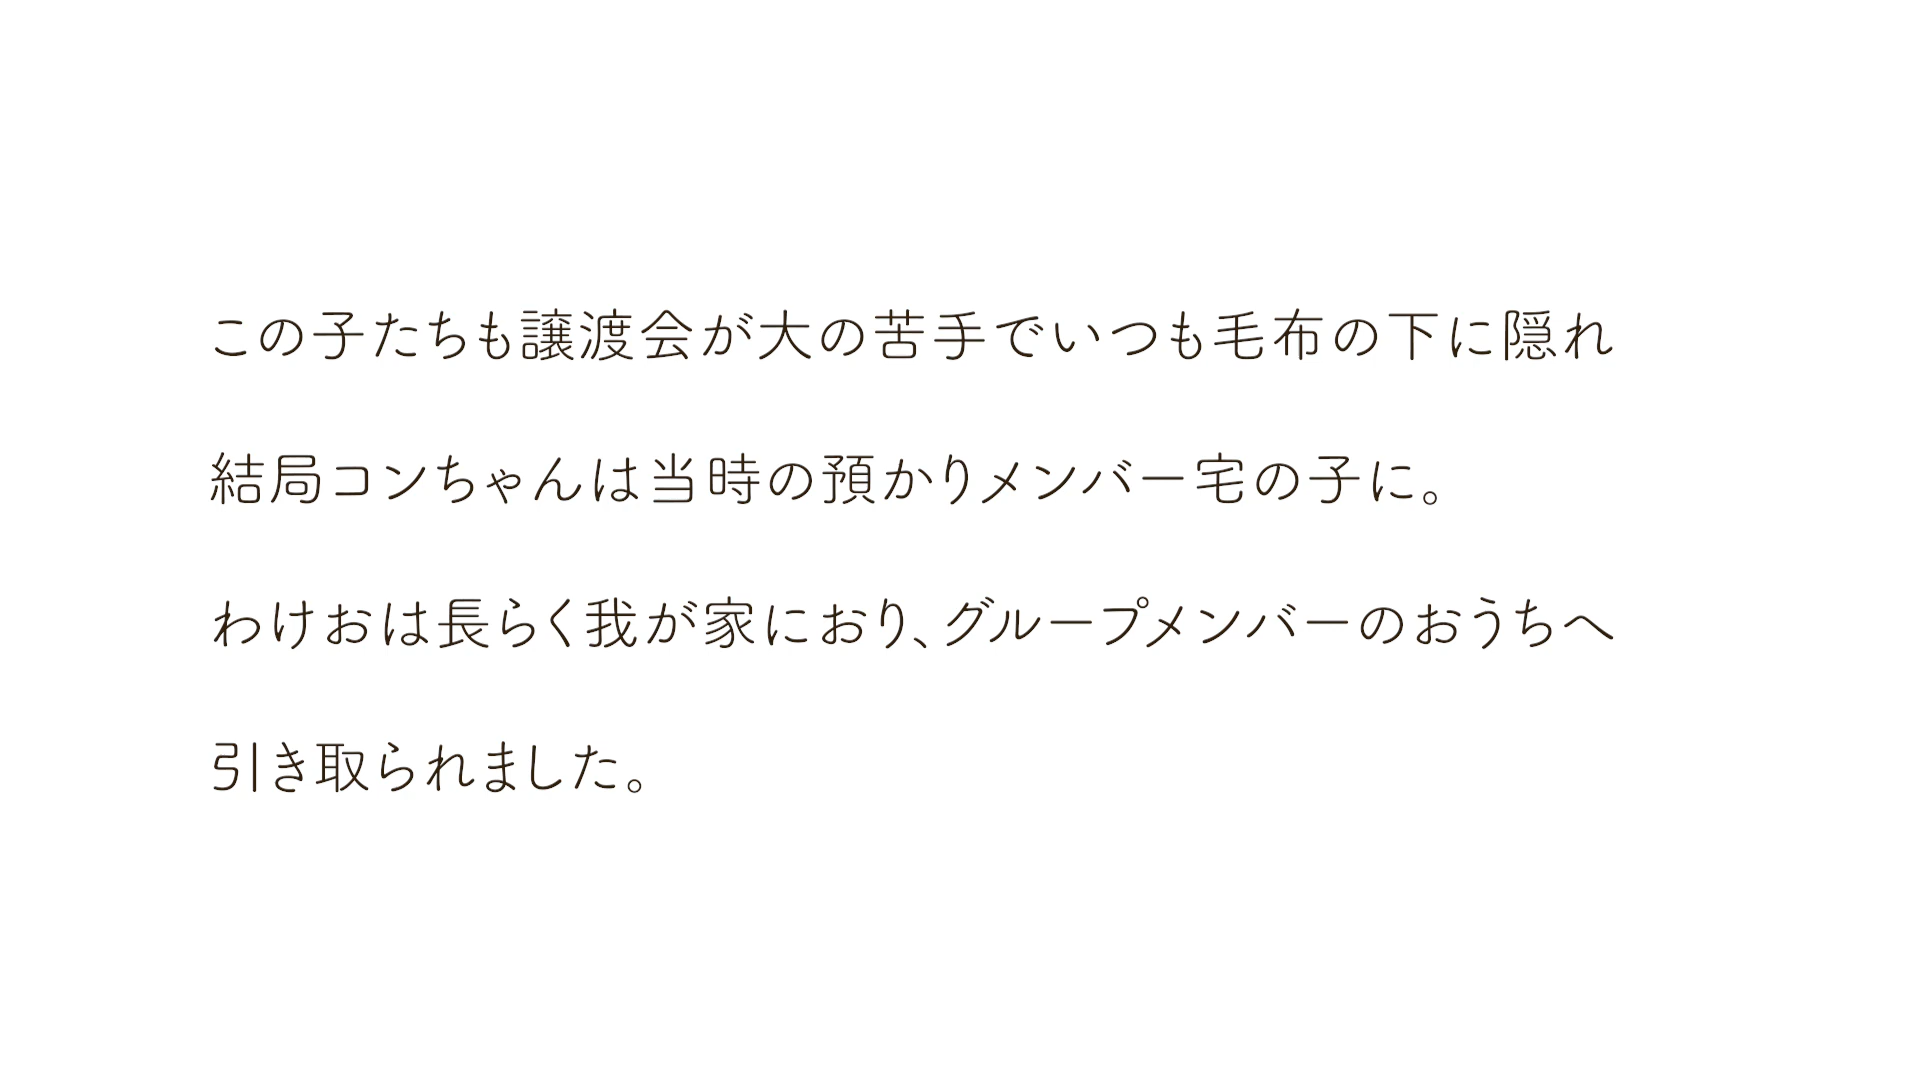 この子たちも譲渡会が大の苦手でいつも毛布の下に隠れ
結局コンちゃんは当時の預かりメンバー宅の子に。
わけおは長らく我が家におり、グループメンバーのおうちへ
引き取られました。